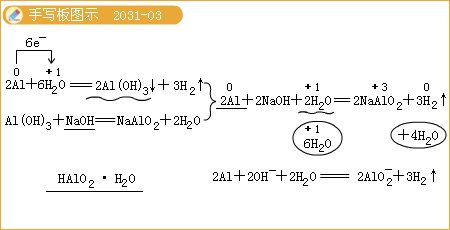 手写板图示 2031-03
6e⁻
0 +1
2Al+6H₂O══2Al(OH)₃↓+3H₂↑
Al(OH)₃+NaOH══NaAlO₂+2H₂O
0 +1 +3 0
2Al+2NaOH+2H₂O══2NaAlO₂+3H₂↑
+1
6H₂O
+4H₂O
HAlO₂·H₂O
2Al+2OH⁻+2H₂O══2AlO₂⁻+3H₂↑